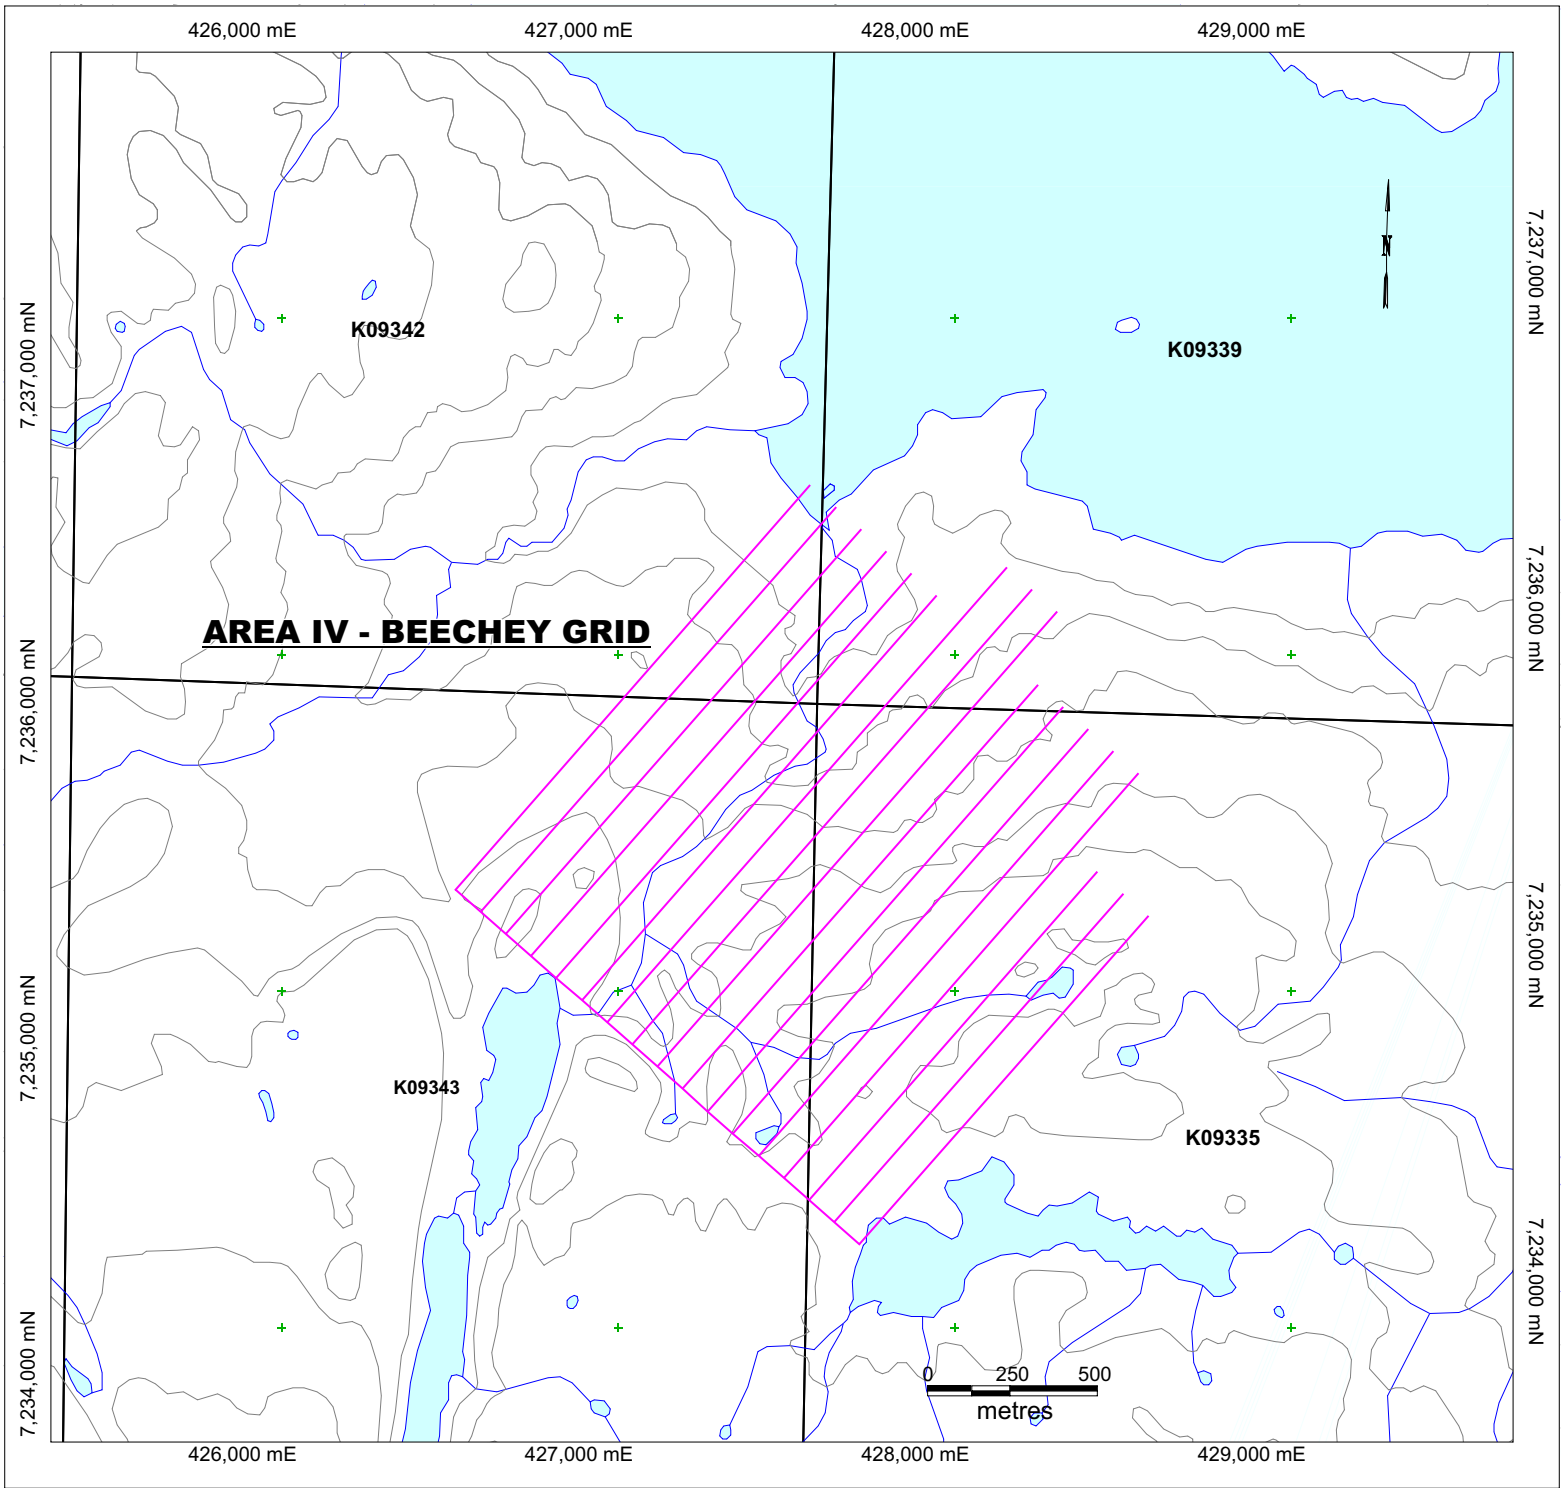 426,000 mE 427,000 mE 428,000 mE 429,000 mE
7,237,000 mN
7,237,000 mN
N
K09342
K09339
7,236,000 mN
7,236,000 mN
AREA IV - BEECHEY GRID
7,235,000 mN
7,235,000 mN
K09343
K09335
7,234,000 mN
7,234,000 mN
0 250 500
metres
426,000 mE 427,000 mE 428,000 mE 429,000 mE